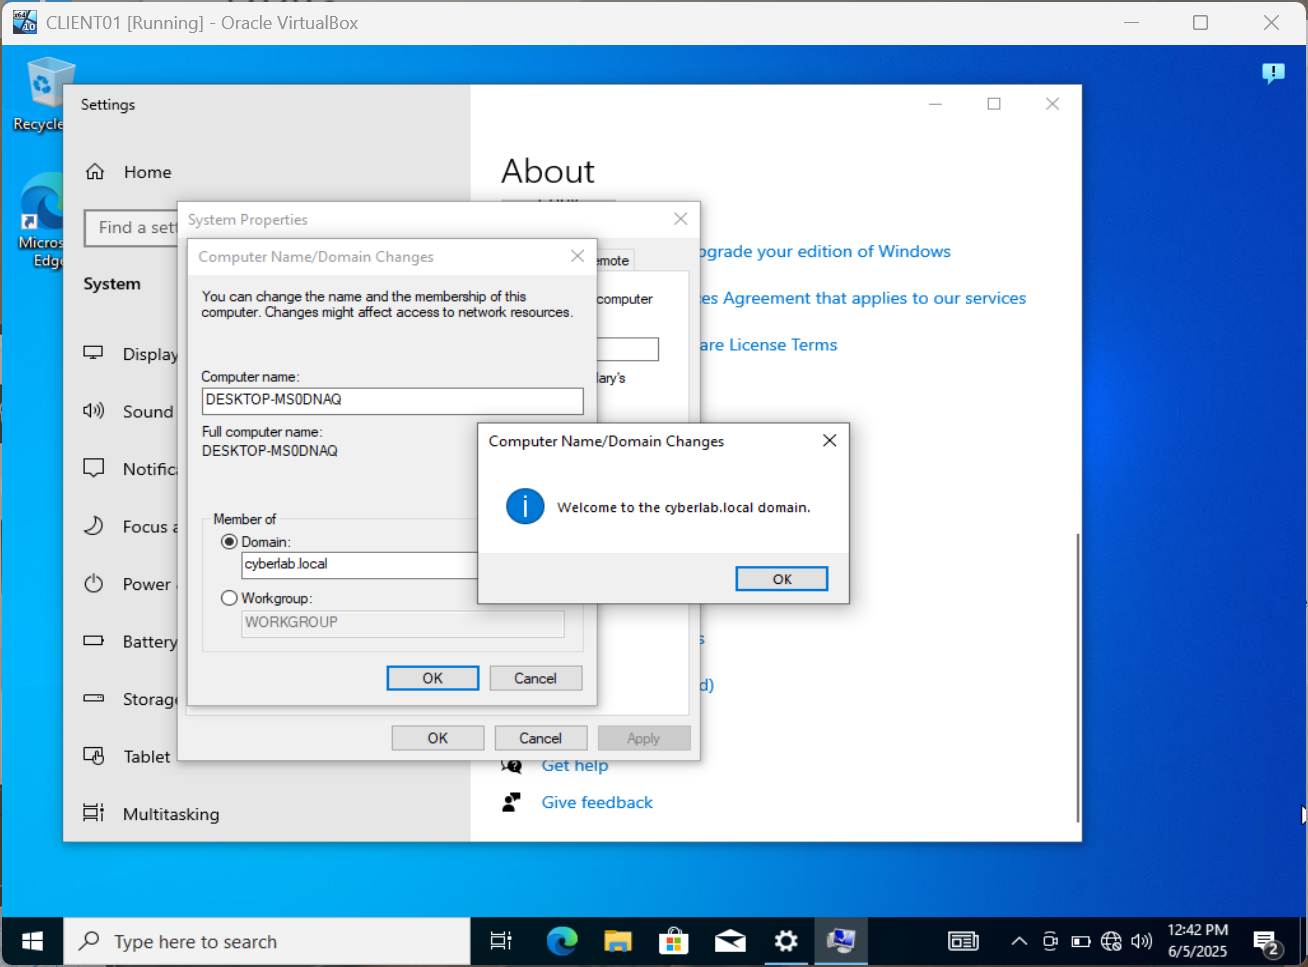 CLIENT01 [Running] - Oracle VirtualBox
Recycle
Micros
Edge
Settings
Home
Find a sett
System
Display
Sound
Notifica
Focus a
Power
Battery
Storage
Tablet
Multitasking
About
pgrade your edition of Windows
es Agreement that applies to our services
are License Terms
s
d)
Get help
Give feedback
System Properties
emote
computer
lary's
OK
Cancel
Apply
Computer Name/Domain Changes
You can change the name and the membership of this
computer. Changes might affect access to network resources.
Computer name:
DESKTOP-MS0DNAQ
Full computer name:
DESKTOP-MS0DNAQ
Member of
Domain:
cyberlab.local
Workgroup:
WORKGROUP
OK
Cancel
Computer Name/Domain Changes
Welcome to the cyberlab.local domain.
OK
Type here to search
12:42 PM
6/5/2025
2